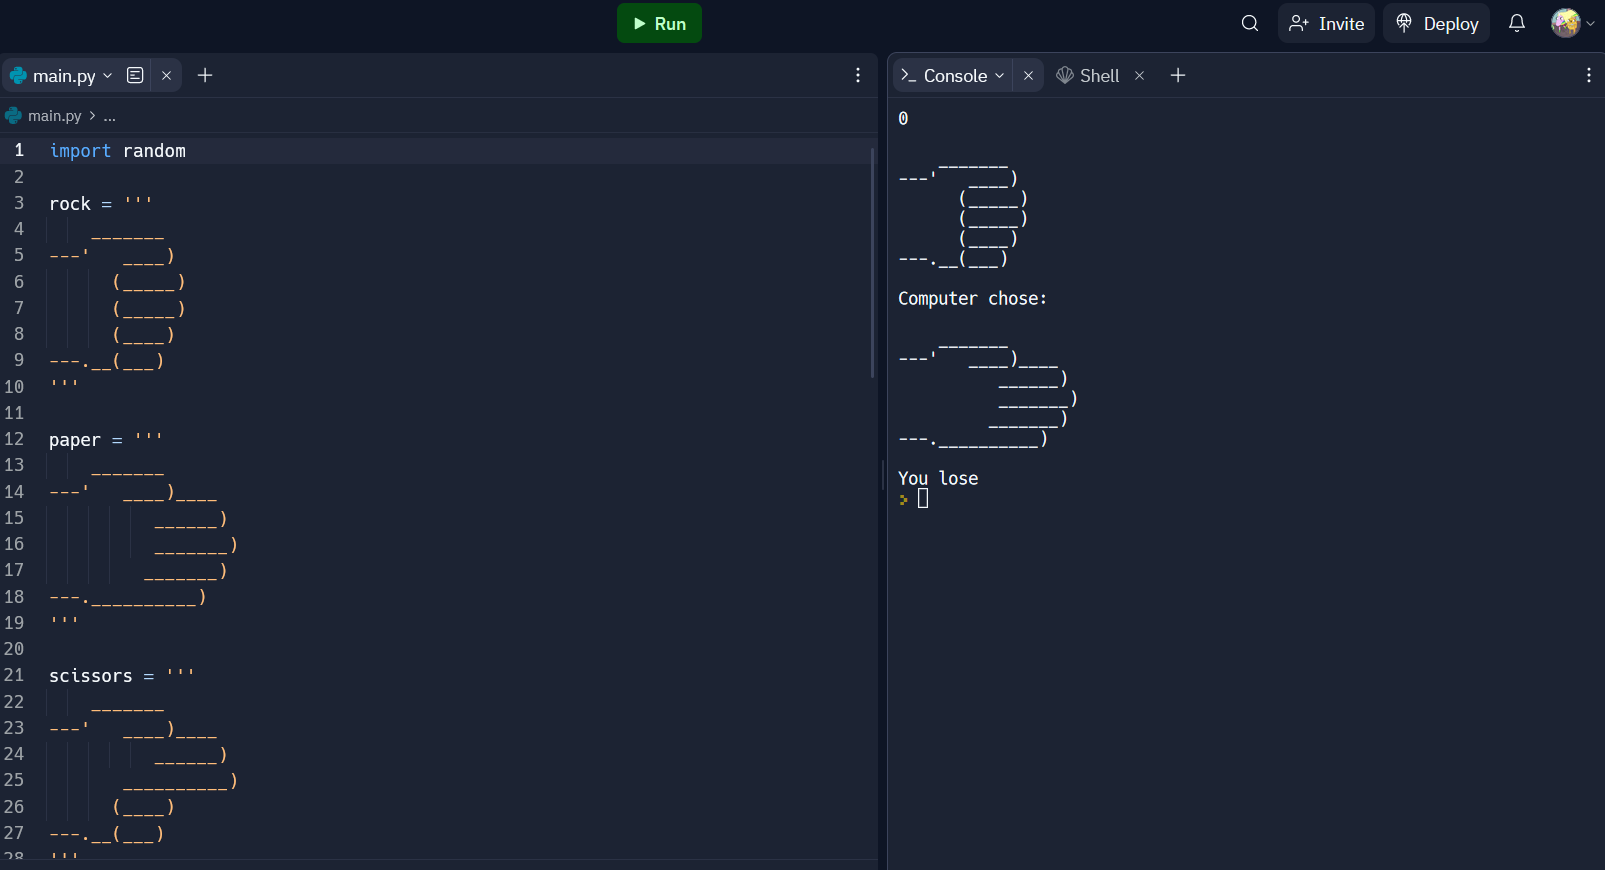 Run
Invite
Deploy
main.py
Console
Shell
main.py > ...
1 import random
2
3 rock = '''
4     _______
5 ---'   ____)
6       (_____)
7       (_____)
8       (____)
9 ---.__(___)
10 '''
11
12 paper = '''
13     _______
14 ---'   ____)____
15           ______)
16           _______)
17          _______)
18 ---.__________)
19 '''
20
21 scissors = '''
22     _______
23 ---'   ____)____
24           ______)
25        __________)
26       (____)
27 ---.__(___)
28 '''
0
    _______
---'   ____)
      (_____)
      (_____)
      (____)
---.__(___)
Computer chose:
    _______
---'   ____)____
          ______)
          _______)
         _______)
---.__________)
You lose